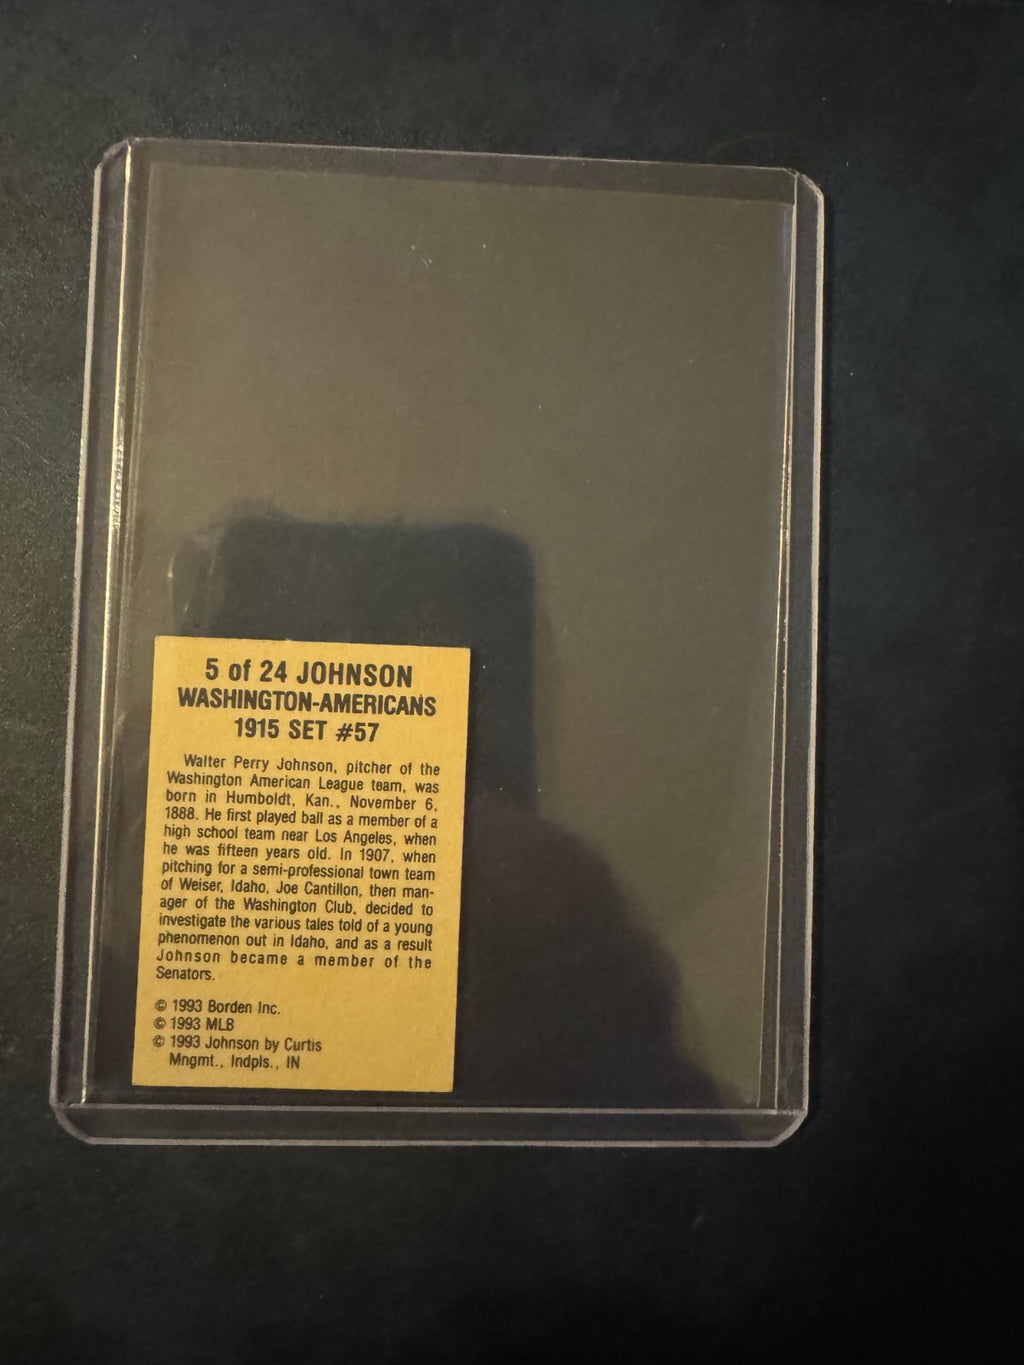 5 of 24 JOHNSON
WASHINGTON-AMERICANS
1915 SET #57
Walter Perry Johnson, pitcher of the
Washington American League team, was
born in Humboldt, Kan., November 6,
1888. He first played ball as a member of a
high school team near Los Angeles, when
he was fifteen years old. In 1907, when
pitching for a semi-professional town team
of Weiser, Idaho, Joe Cantillon, then man-
ager of the Washington Club, decided to
investigate the various tales told of a young
phenomenon out in Idaho, and as a result
Johnson became a member of the
Senators.
© 1993 Borden Inc.
© 1993 MLB
© 1993 Johnson by Curtis
Mngmt., Indpls., IN